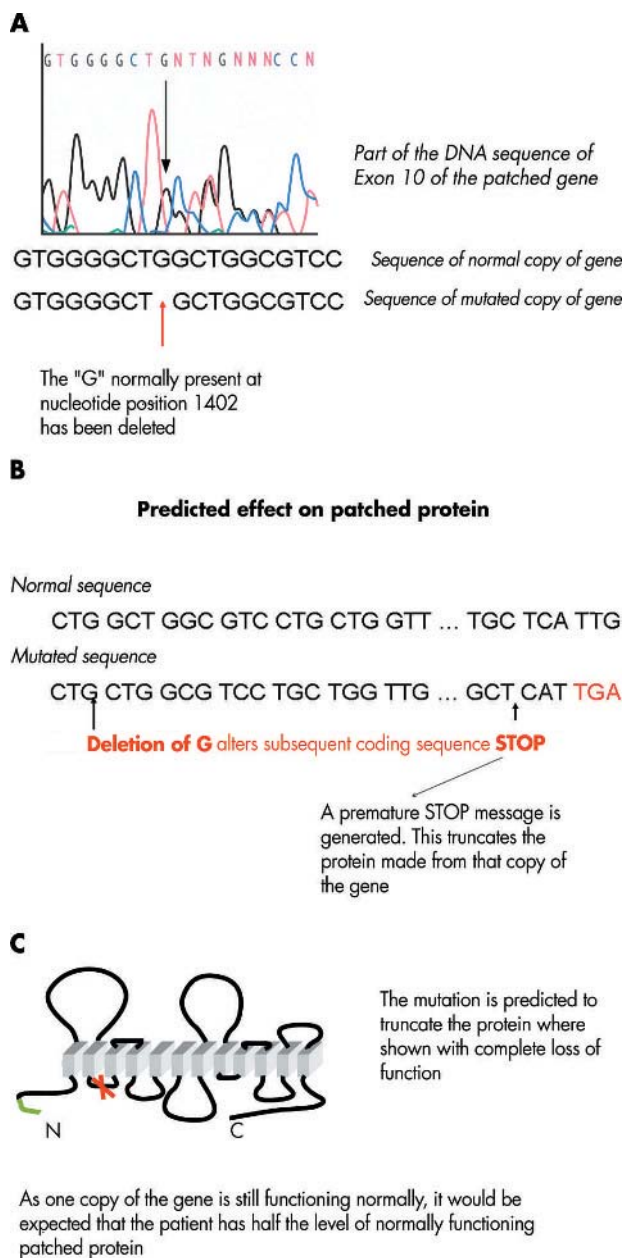 A
G T G G G G C T G N T N G N N N C C N
Part of the DNA sequence of
Exon 10 of the patched gene
GTGGGGCTGGCTGGCGTCC Sequence of normal copy of gene
GTGGGGCT GCTGGCGTCC Sequence of mutated copy of gene
The "G" normally present at
nucleotide position 1402
has been deleted
B
Predicted effect on patched protein
Normal sequence
CTG GCT GGC GTC CTG CTG GTT ... TGC TCA TTG
Mutated sequence
CTG CTG GCG TCC TGC TGG TTG ... GCT CAT TGA
Deletion of G alters subsequent coding sequence STOP
A premature STOP message is
generated. This truncates the
protein made from that copy of
the gene
C
The mutation is predicted to
truncate the protein where
shown with complete loss of
function
N C
As one copy of the gene is still functioning normally, it would be
expected that the patient has half the level of normally functioning
patched protein